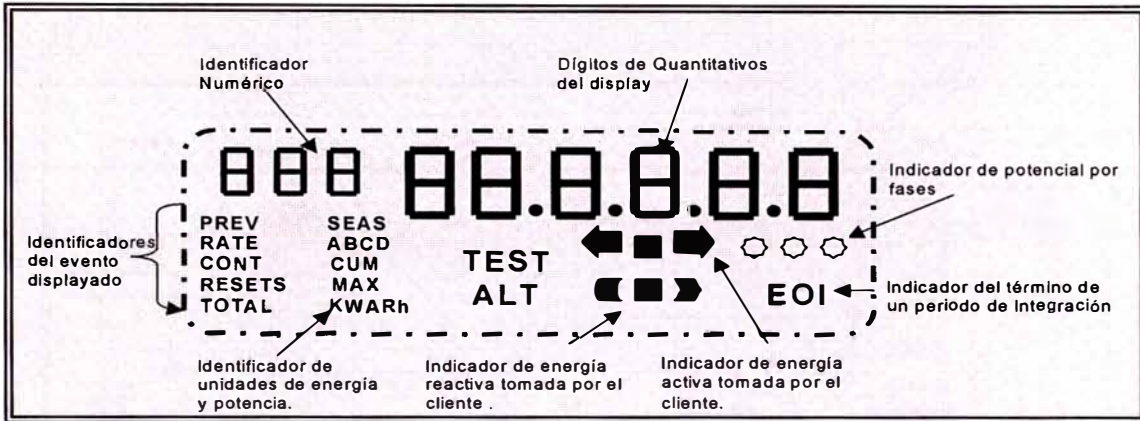 Identificador
Numérico
Dígitos de Quantitativos
del display
888 88.8.8.8.8
Indicador de potencial por
fases
Identificadores
del evento
displayado
PREV SEAS
RATE ABCD
CONT CUM
RESETS MAX
TOTAL KWARh
TEST
ALT
EOI
Indicador del término de
un periodo de Integración
Identificador de
unidades de energía
y potencia.
Indicador de energía
reactiva tomada por el
cliente .
Indicador de energía
activa tomada por el
cliente.